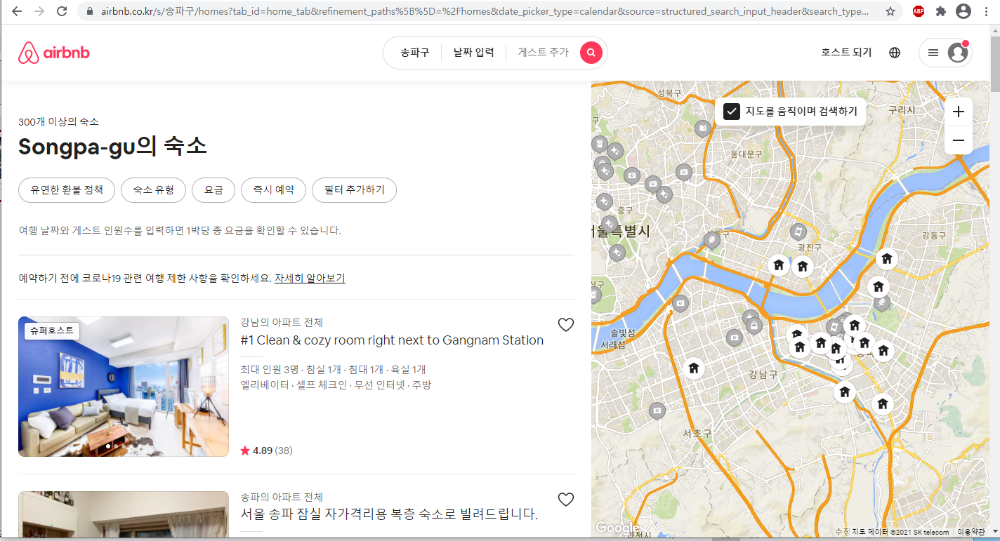 airbnb.co.kr/s/송파구/homes?tab_id=home_tab&refinement_paths%5B%5D=%2Fhomes&date_picker_type=calendar&source=structured_search_input_header&search_type...
ABP
airbnb
송파구
날짜 입력
게스트 추가
호스트 되기
300개 이상의 숙소
Songpa-gu의 숙소
유연한 환불 정책
숙소 유형
요금
즉시 예약
필터 추가하기
여행 날짜와 게스트 인원수를 입력하면 1박당 총 요금을 확인할 수 있습니다.
예약하기 전에 코로나19 관련 여행 제한 사항을 확인하세요. 자세히 알아보기
슈퍼호스트
강남의 아파트 전체
#1 Clean & cozy room right next to Gangnam Station
최대 인원 3명 · 침실 1개 · 침대 1개 · 욕실 1개
엘리베이터 · 셀프 체크인 · 무선 인터넷 · 주방
4.89 (38)
송파의 아파트 전체
서울 송파 잠실 자가격리용 복층 숙소로 빌려드립니다.
성북구
지도를 움직이며 검색하기
구리시
동대문구
중구
강동구
광진구
솔빛섬
서래섬
강남구
서초구
Google
과천시
수정
지도 데이터 ©2021 SK telecom
이용약관